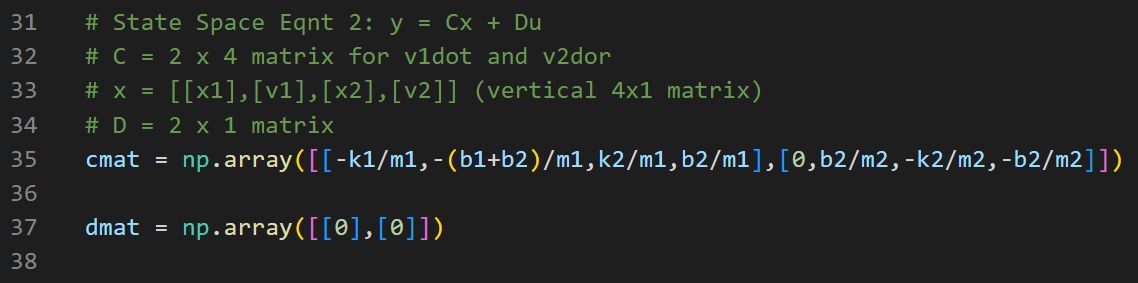 31 # State Space Eqnt 2: y = Cx + Du
32 # C = 2 x 4 matrix for v1dot and v2dor
33 # x = [[x1],[v1],[x2],[v2]] (vertical 4x1 matrix)
34 # D = 2 x 1 matrix
35 cmat = np.array([[-k1/m1,-(b1+b2)/m1,k2/m1,b2/m1],[0,b2/m2,-k2/m2,-b2/m2]])
36
37 dmat = np.array([[0],[0]])
38